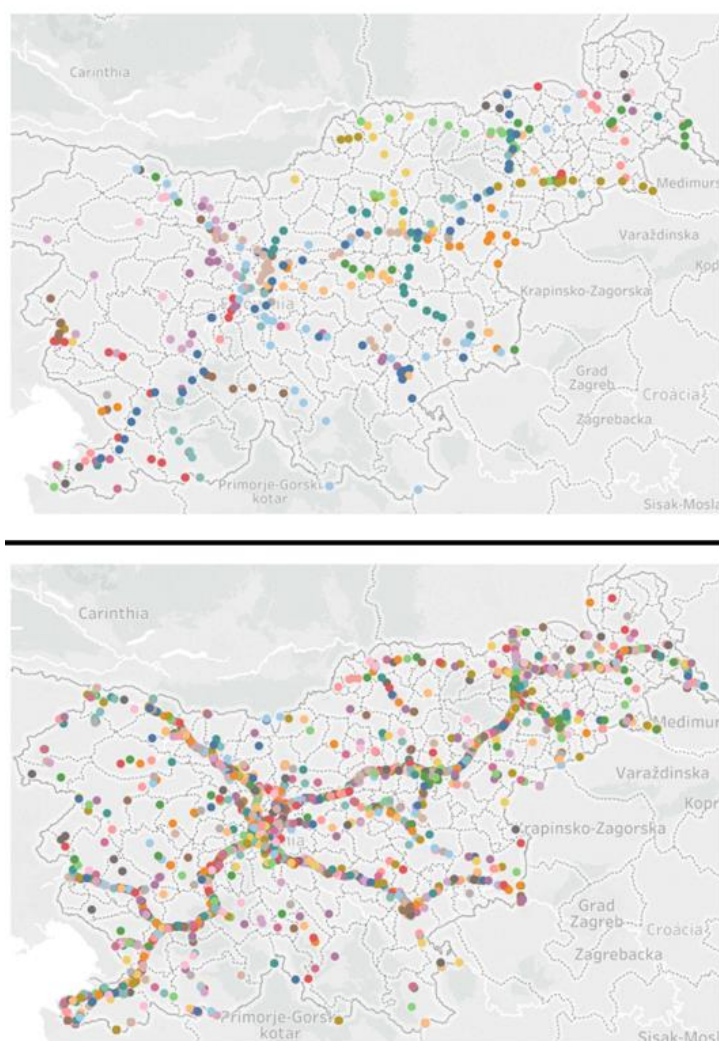 Carinthia
Medimurs
Varaždinska
Kop
Krapinsko-Zagorska
Grad
Zagreb
Croácia
Zagrebacka
Primorje-Gorski
kotar
Sisak-Mosla
Carinthia
Medimur
Varaždinska
Kopr
Krapinsko-Zagorska
Grad
Zagreb
Croácia
Zagrebacka
Primorje-Gorski
kotar
Sisak-Mosl